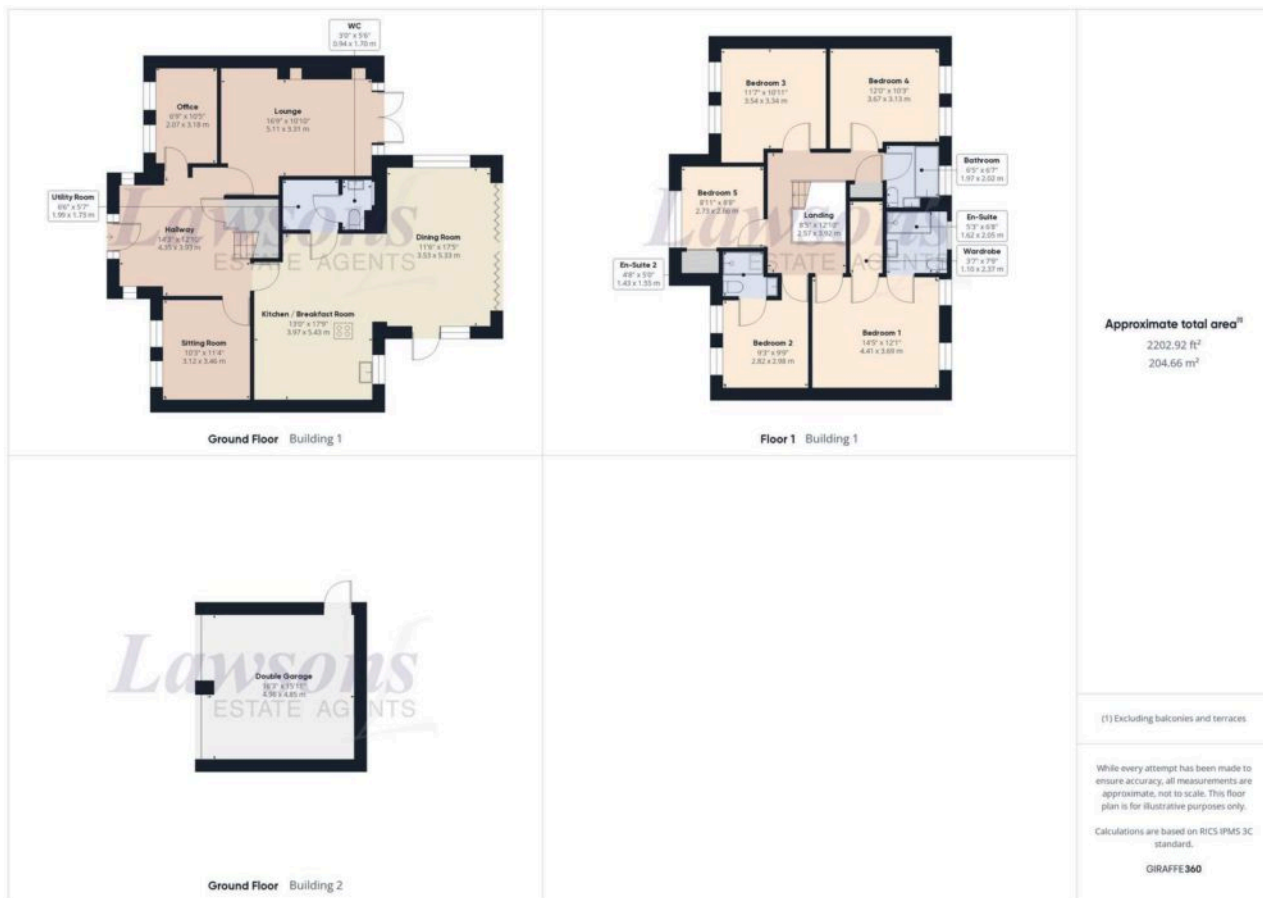 WC
3'0" x 5'6"
0.94 x 1.70 m
Office
6'9" x 10'5"
2.07 x 3.18 m
Lounge
16'9" x 10'10"
5.11 x 3.31 m
Utility Room
6'6" x 5'7"
1.99 x 1.73 m
Hallway
14'3" x 12'10"
4.35 x 3.93 m
Dining Room
11'6" x 17'5"
3.53 x 5.33 m
Kitchen / Breakfast Room
13'0" x 17'9"
3.97 x 5.43 m
Sitting Room
10'3" x 11'4"
3.12 x 3.46 m
Lawsons
ESTATE AGENTS
Ground Floor Building 1
Bedroom 3
11'7" x 10'11"
3.54 x 3.34 m
Bedroom 4
12'0" x 10'3"
3.67 x 3.13 m
Bathroom
6'5" x 6'7"
1.97 x 2.02 m
Bedroom 5
8'11" x 8'8"
2.73 x 2.66 m
Landing
8'5" x 12'10"
2.57 x 3.92 m
En-Suite
5'3" x 6'8"
1.62 x 2.05 m
Wardrobe
3'7" x 7'9"
1.10 x 2.37 m
En-Suite 2
4'8" x 5'0"
1.43 x 1.55 m
Bedroom 2
9'3" x 9'9"
2.82 x 2.98 m
Bedroom 1
14'5" x 12'1"
4.41 x 3.69 m
Lawsons
ESTATE AGENTS
Floor 1 Building 1
Approximate total area(1)
2202.92 ft²
204.66 m²
Double Garage
16'3" x 15'11"
4.96 x 4.85 m
Lawsons
ESTATE AGENTS
Ground Floor Building 2
(1) Excluding balconies and terraces
While every attempt has been made to
ensure accuracy, all measurements are
approximate, not to scale. This floor
plan is for illustrative purposes only.
Calculations are based on RICS IPMS 3C
standard.
GIRAFFE360